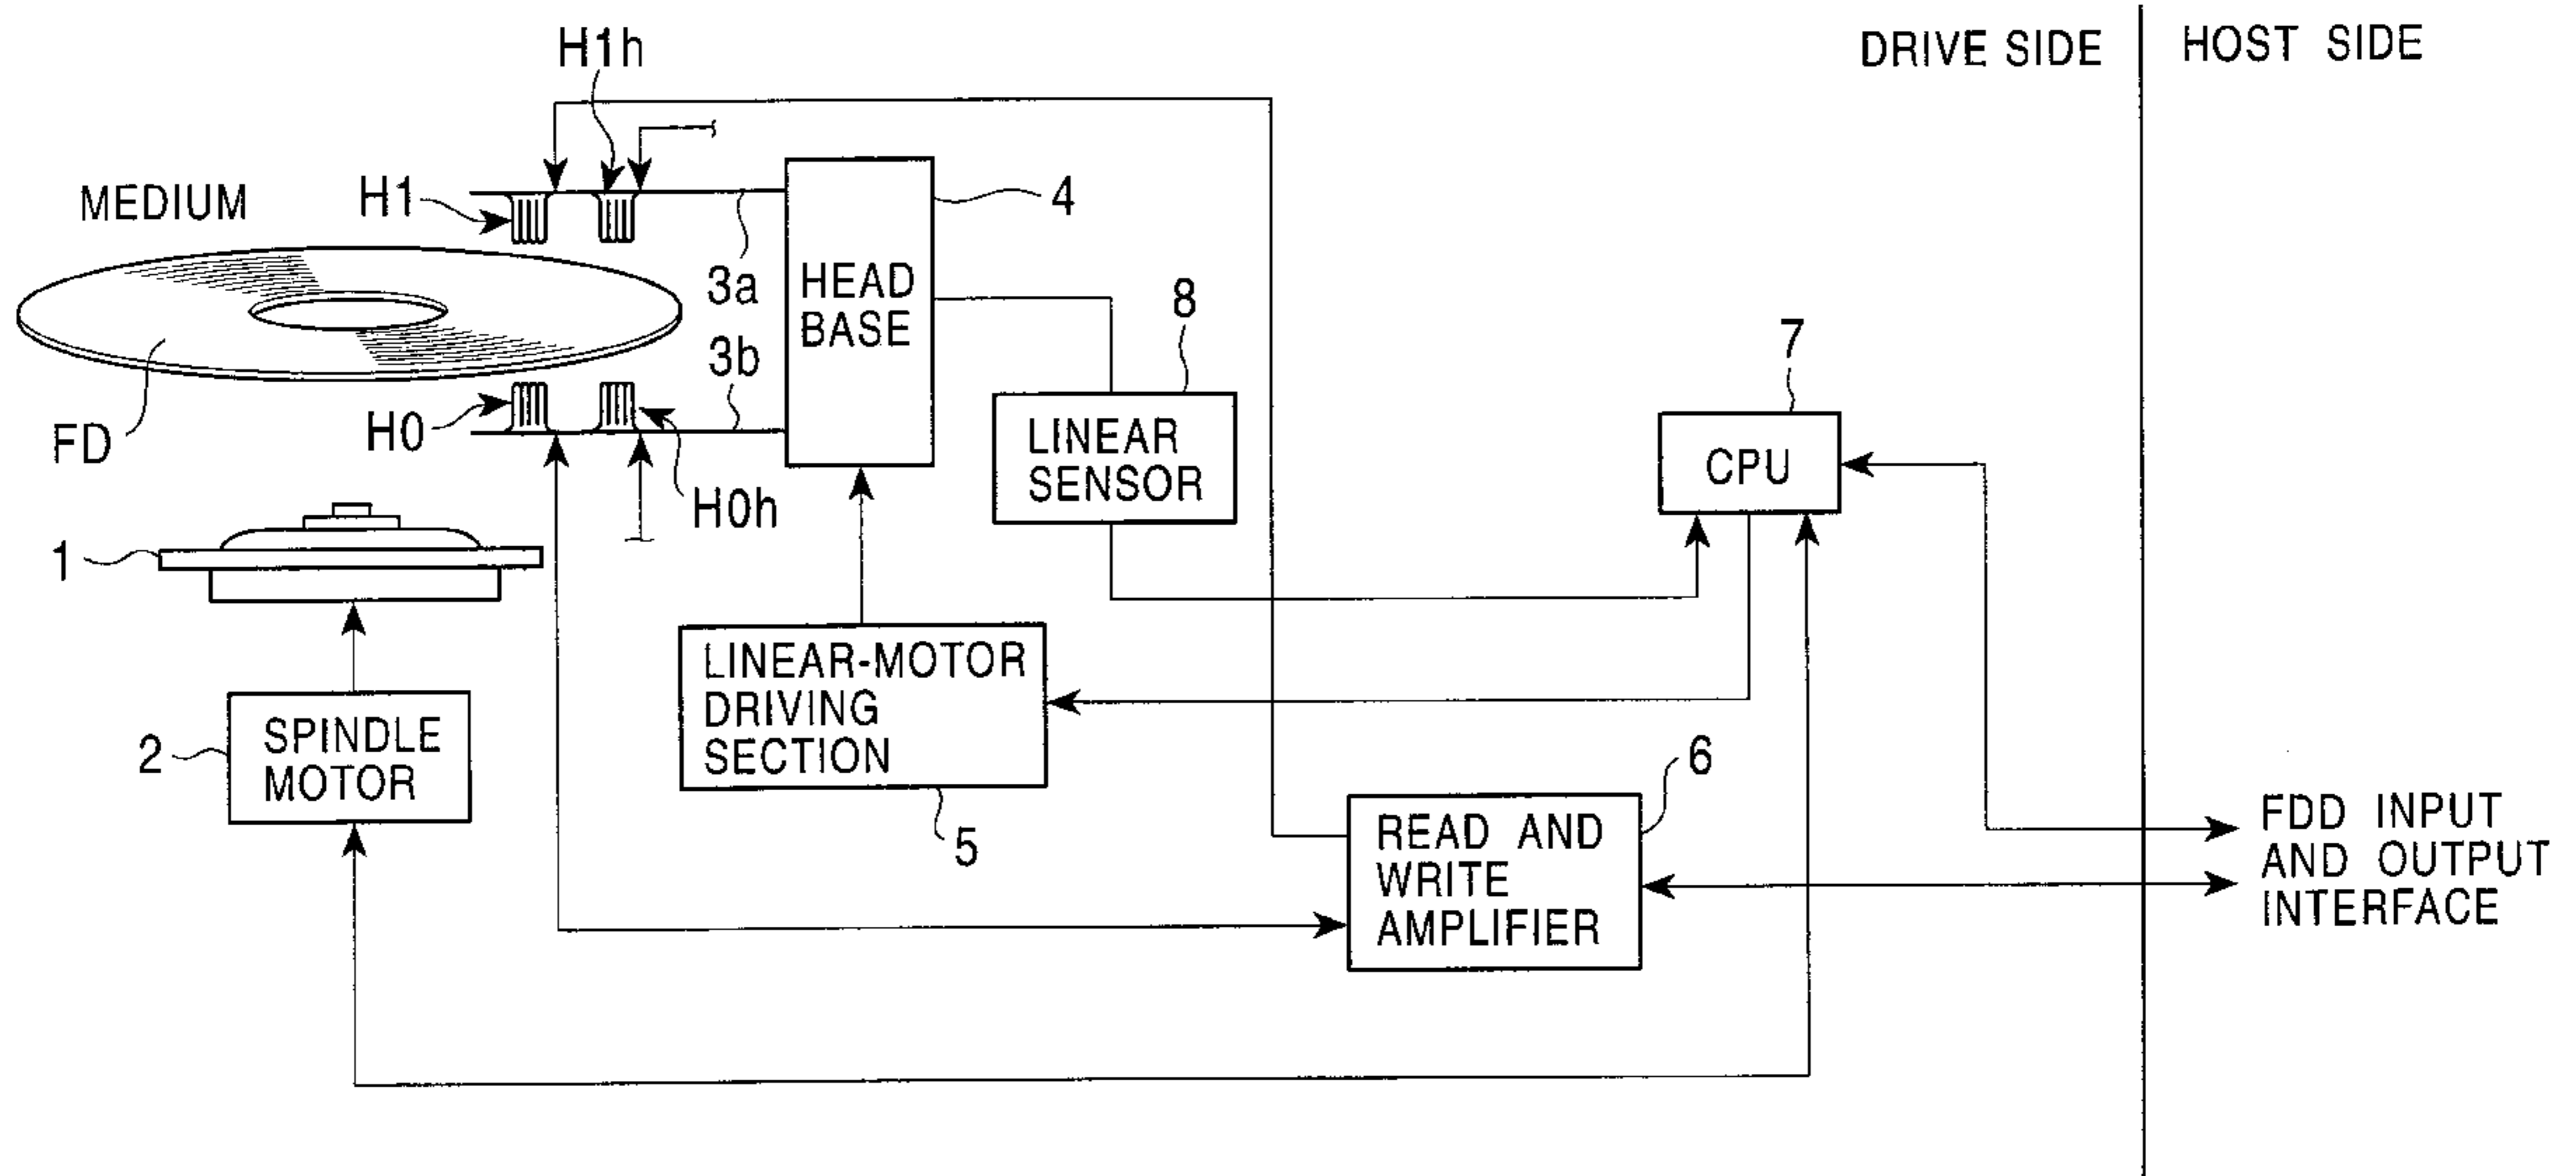 H1h
DRIVE SIDE
HOST SIDE
MEDIUM
H1
4
3a
HEAD
BASE
8
7
3b
FD
H0
LINEAR
SENSOR
CPU
H0h
1
LINEAR-MOTOR
DRIVING
SECTION
2
SPINDLE
MOTOR
6
5
READ AND
WRITE
AMPLIFIER
FDD INPUT
AND OUTPUT
INTERFACE